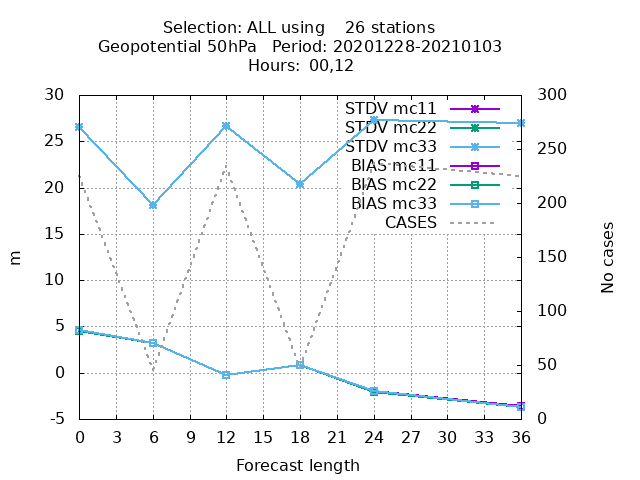 Selection: ALL using    26 stations
Geopotential 50hPa   Period: 20201228-20210103
Hours: 00,12
30
25
20
15
10
5
0
-5
300
250
200
150
100
50
0
STDV mc11
STDV mc22
STDV mc33
BIAS mc11
BIAS mc22
BIAS mc33
CASES
m
No cases
0 3 6 9 12 15 18 21 24 27 30 33 36
Forecast length